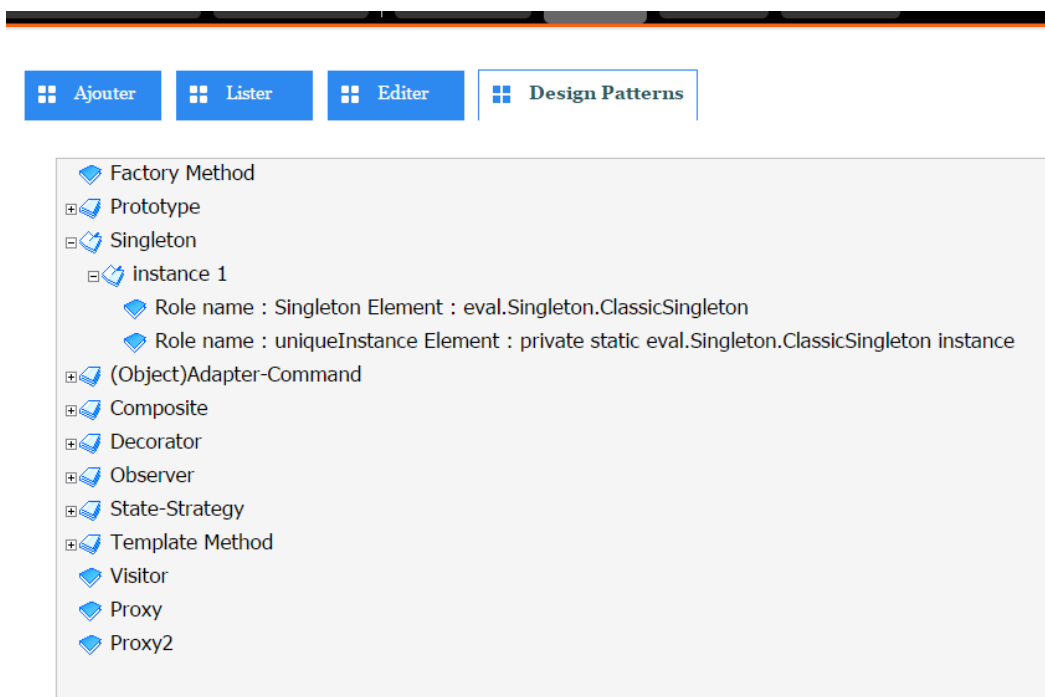 Ajouter Lister Editer Design Patterns
Factory Method
Prototype
Singleton
instance 1
Role name : Singleton Element : eval.Singleton.ClassicSingleton
Role name : uniqueInstance Element : private static eval.Singleton.ClassicSingleton instance
(Object)Adapter-Command
Composite
Decorator
Observer
State-Strategy
Template Method
Visitor
Proxy
Proxy2